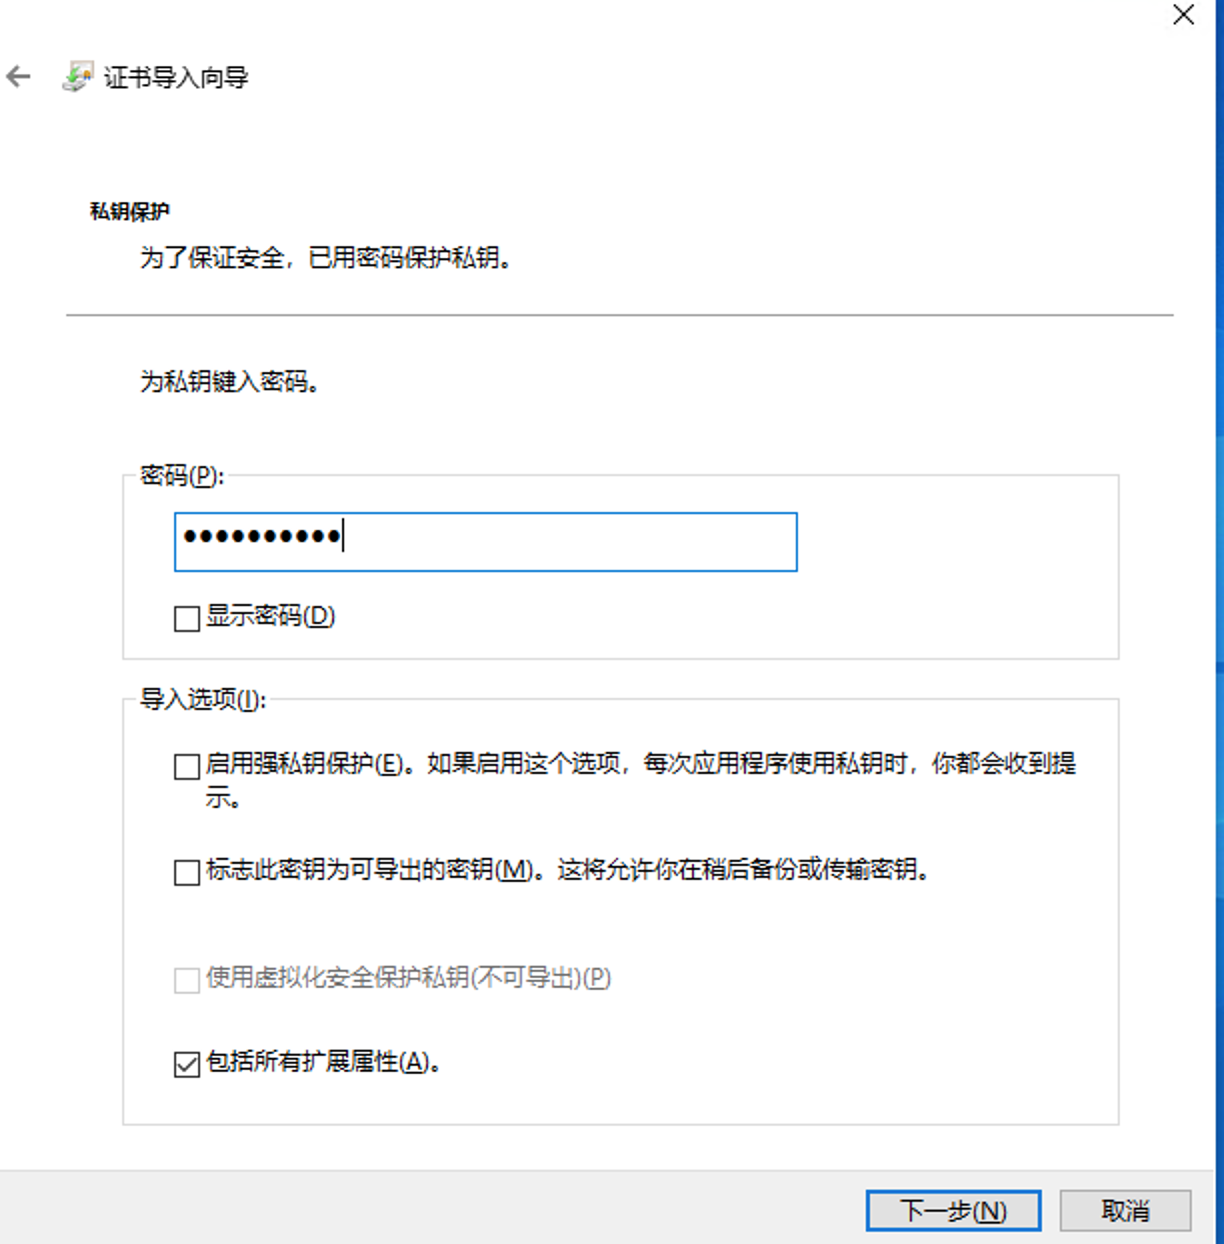 证书导入向导
私钥保护
为了保证安全，已用密码保护私钥。
为私钥键入密码。
密码(P):
●●●●●●●●●●
显示密码(D)
导入选项(I):
启用强私钥保护(E)。如果启用这个选项，每次应用程序使用私钥时，你都会收到提
示。
标志此密钥为可导出的密钥(M)。这将允许你在稍后备份或传输密钥。
使用虚拟化安全保护私钥(不可导出)(P)
包括所有扩展属性(A)。
下一步(N)
取消